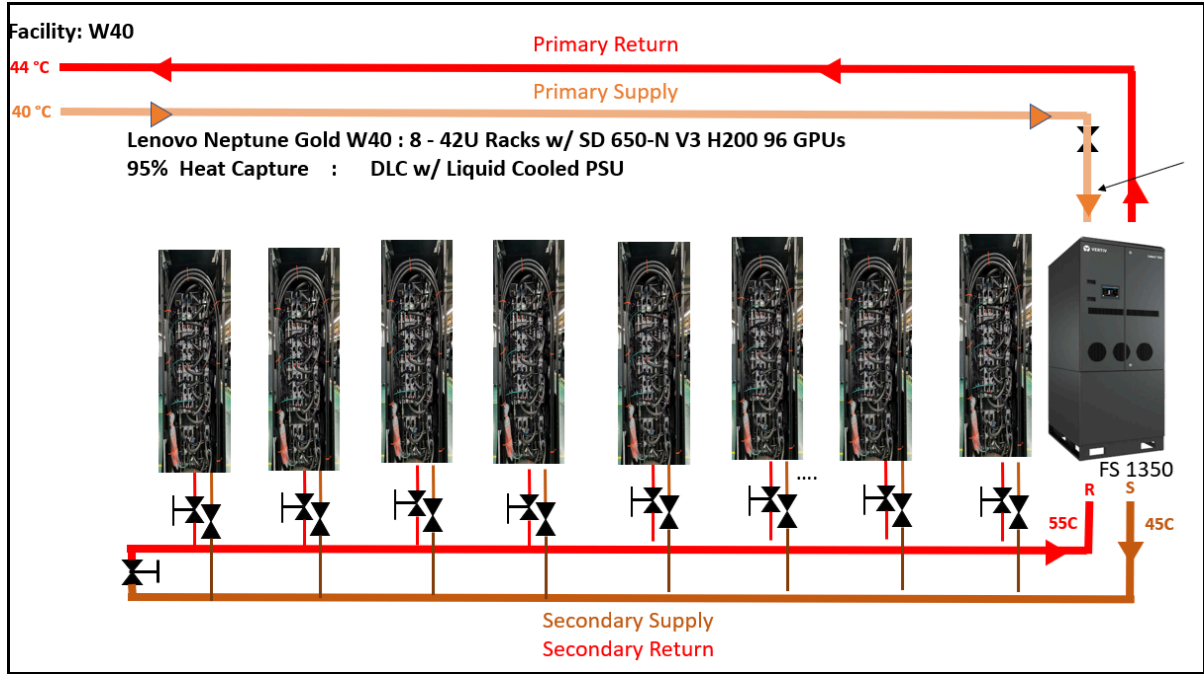 Facility: W40
Primary Return
44 °C
Primary Supply
40 °C
Lenovo Neptune Gold W40 : 8 - 42U Racks w/ SD 650-N V3 H200 96 GPUs
95% Heat Capture : DLC w/ Liquid Cooled PSU
VERTIV
....
FS 1350
R
S
55C
45C
Secondary Supply
Secondary Return